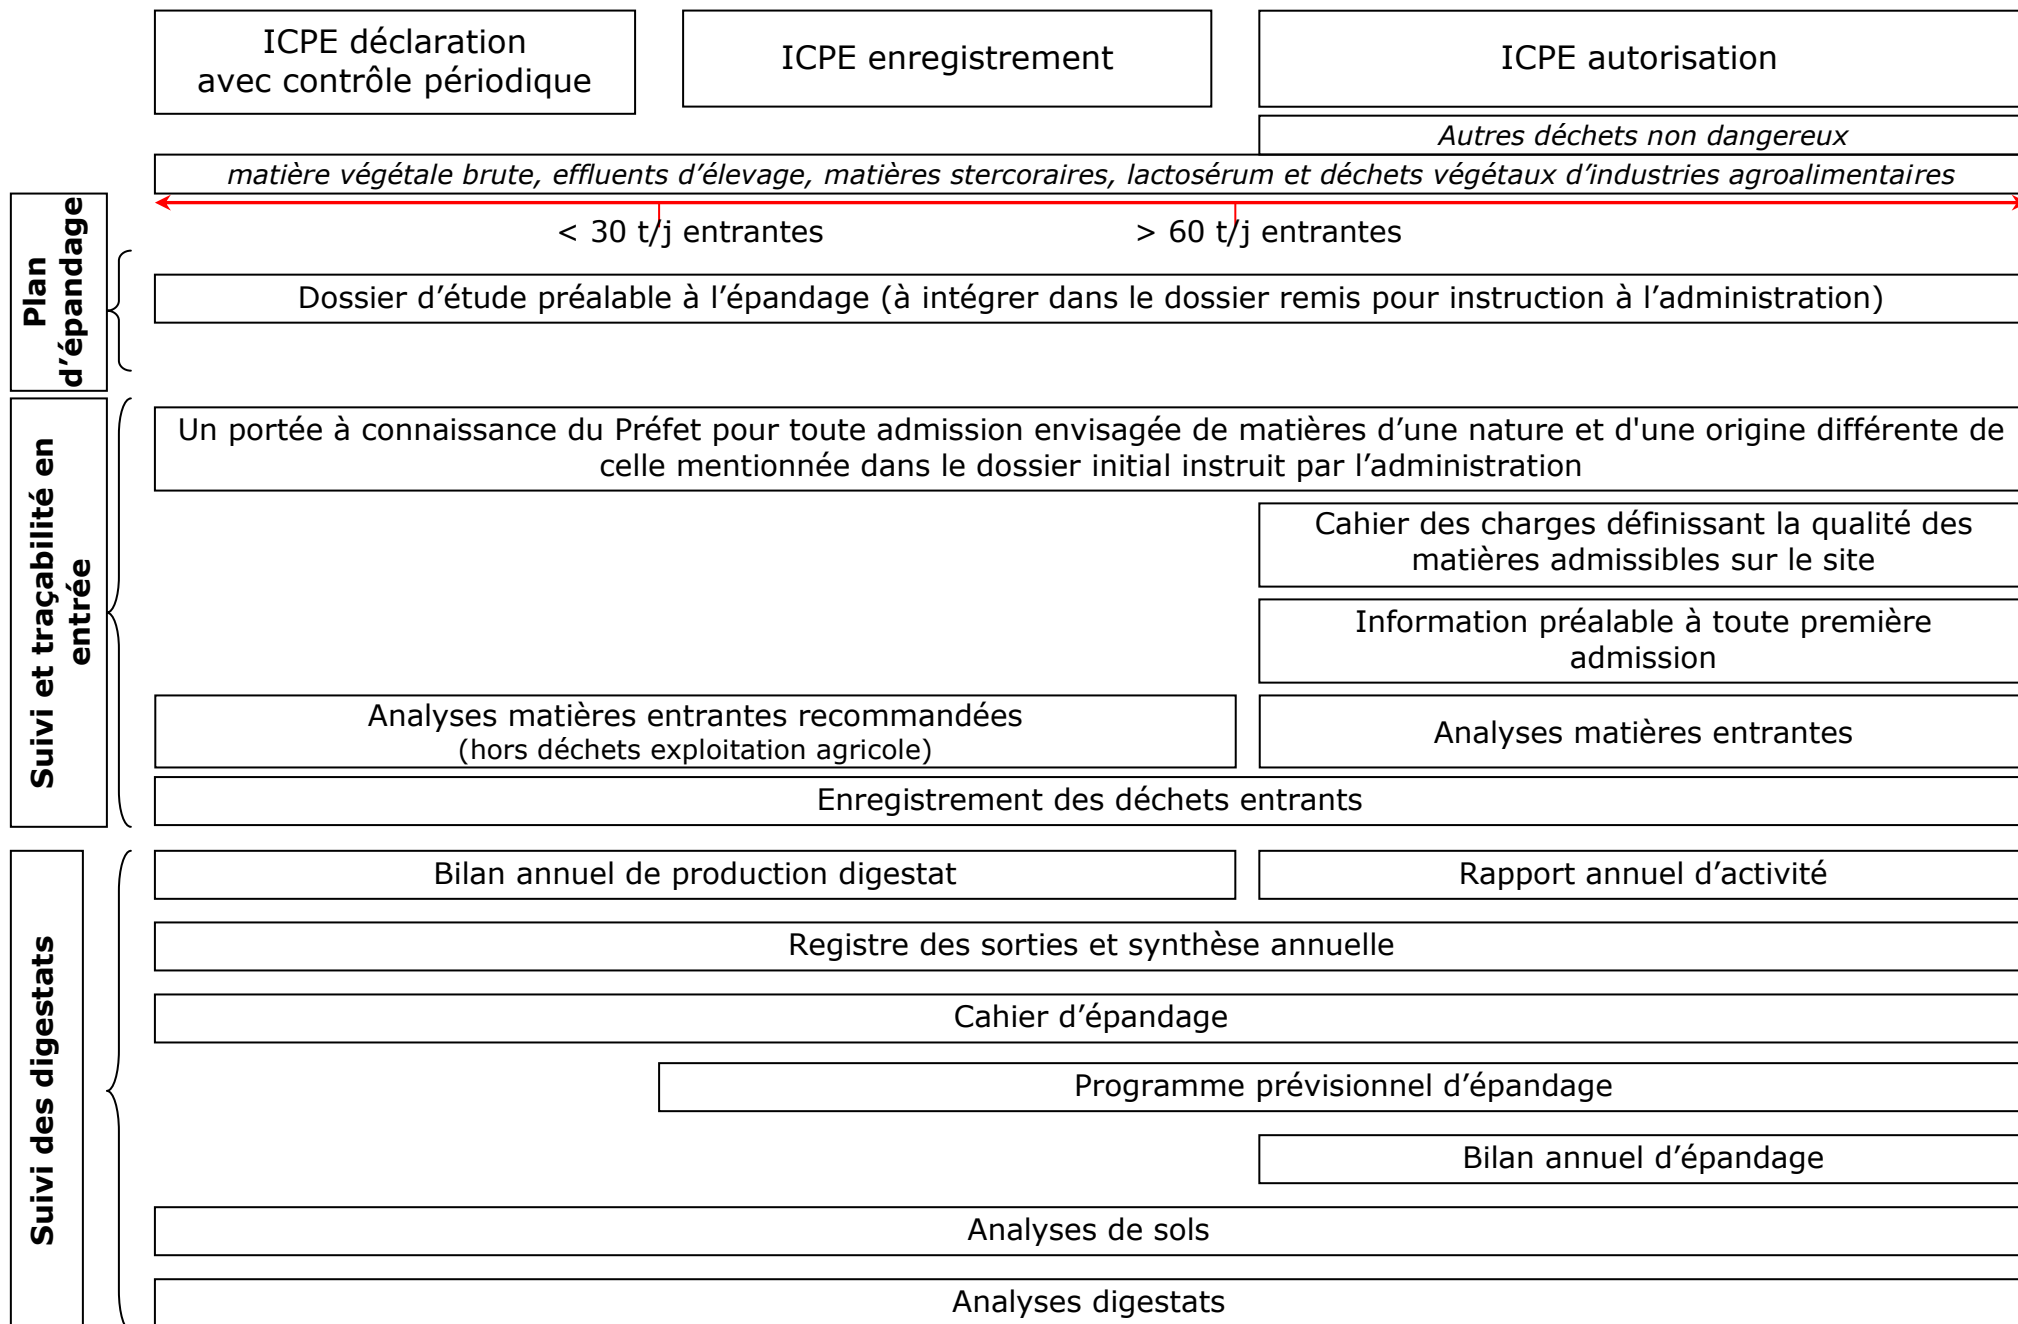 ICPE déclaration
avec contrôle périodique
ICPE enregistrement
ICPE autorisation
Autres déchets non dangereux
matière végétale brute, effluents d’élevage, matières stercoraires, lactosérum et déchets végétaux d’industries agroalimentaires
< 30 t/j entrantes
> 60 t/j entrantes
Plan
d’épandage
Dossier d’étude préalable à l’épandage (à intégrer dans le dossier remis pour instruction à l’administration)
Suivi et traçabilité en
entrée
Un portée à connaissance du Préfet pour toute admission envisagée de matières d’une nature et d'une origine différente de
celle mentionnée dans le dossier initial instruit par l’administration
Cahier des charges définissant la qualité des
matières admissibles sur le site
Information préalable à toute première
admission
Analyses matières entrantes recommandées
(hors déchets exploitation agricole)
Analyses matières entrantes
Enregistrement des déchets entrants
Suivi des digestats
Bilan annuel de production digestat
Rapport annuel d’activité
Registre des sorties et synthèse annuelle
Cahier d’épandage
Programme prévisionnel d’épandage
Bilan annuel d’épandage
Analyses de sols
Analyses digestats